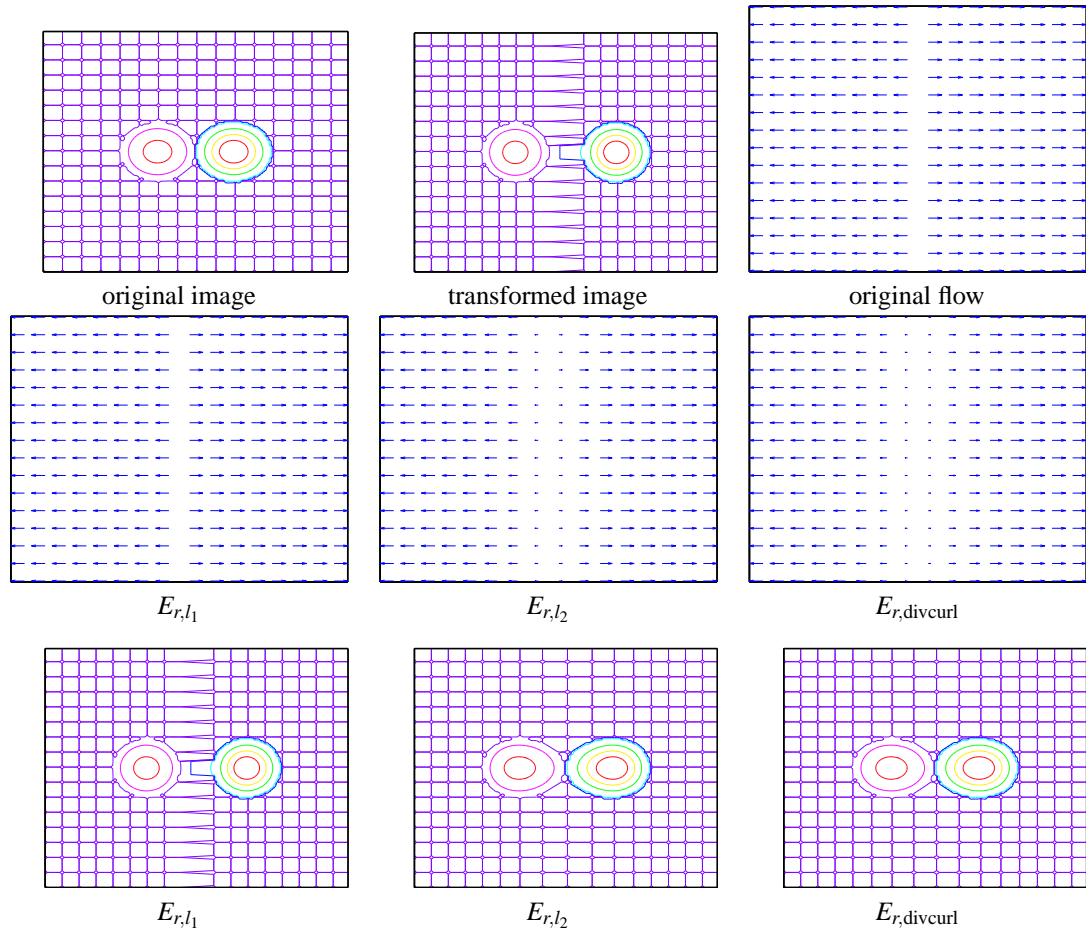 original image
transformed image
original flow
E_{r,l_1}
E_{r,l_2}
E_{r,divcurl}
E_{r,l_1}
E_{r,l_2}
E_{r,divcurl}